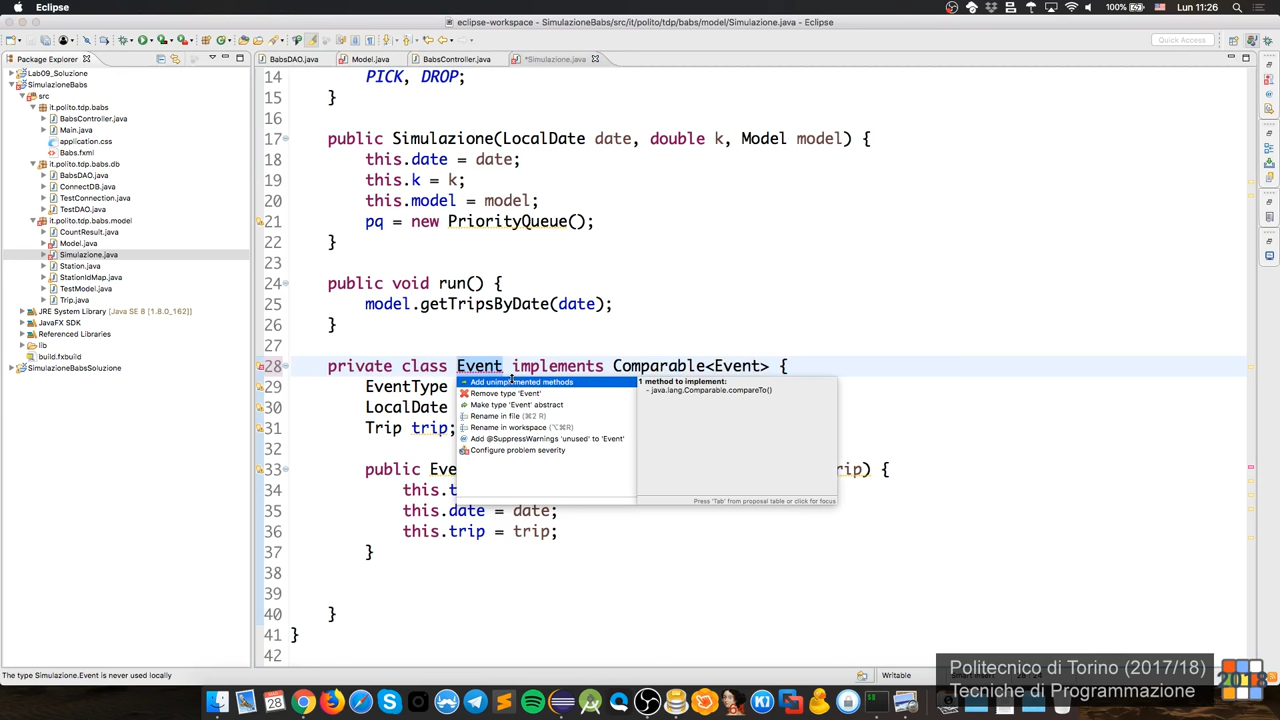 Eclipse
100%
Lun 11:26
eclipse-workspace - SimulazioneBabs/src/it/polito/tdp/babs/model/Simulazione.java - Eclipse
Quick Access
Package Explorer
BabsDAO.java
Model.java
BabsController.java
*Simulazione.java
Lab09_Soluzione
SimulazioneBabs
src
it.polito.tdp.babs
BabsController.java
Main.java
application.css
Babs.fxml
it.polito.tdp.babs.db
BabsDAO.java
ConnectDB.java
TestConnection.java
TestDAO.java
it.polito.tdp.babs.model
CountResult.java
Model.java
Simulazione.java
Station.java
StationIdMap.java
TestModel.java
Trip.java
JRE System Library [Java SE 8 [1.8.0_162]]
JavaFX SDK
Referenced Libraries
lib
build.fxbuild
SimulazioneBabsSoluzione
14 PICK, DROP;
15 }
16
17 public Simulazione(LocalDate date, double k, Model model) {
18 this.date = date;
19 this.k = k;
20 this.model = model;
21 pq = new PriorityQueue();
22 }
23
24 public void run() {
25 model.getTripsByDate(date);
26 }
27
28 private class Event implements Comparable<Event> {
29 EventType
30 LocalDate
31 Trip trip;
32
33 public Eve rip) {
34 this.t
35 this.date = date;
36 this.trip = trip;
37 }
38
39
40 }
41 }
42
Add unimplemented methods
Remove type 'Event'
Make type 'Event' abstract
Rename in file (⌘2 R)
Rename in workspace (⌥⌘R)
Add @SuppressWarnings 'unused' to 'Event'
Configure problem severity
1 method to implement:
- java.lang.Comparable.compareTo()
Press 'Tab' from proposal table or click for focus
The type Simulazione.Event is never used locally
Writable
Politecnico di Torino (2017/18)
Tecniche di Programmazione
2018